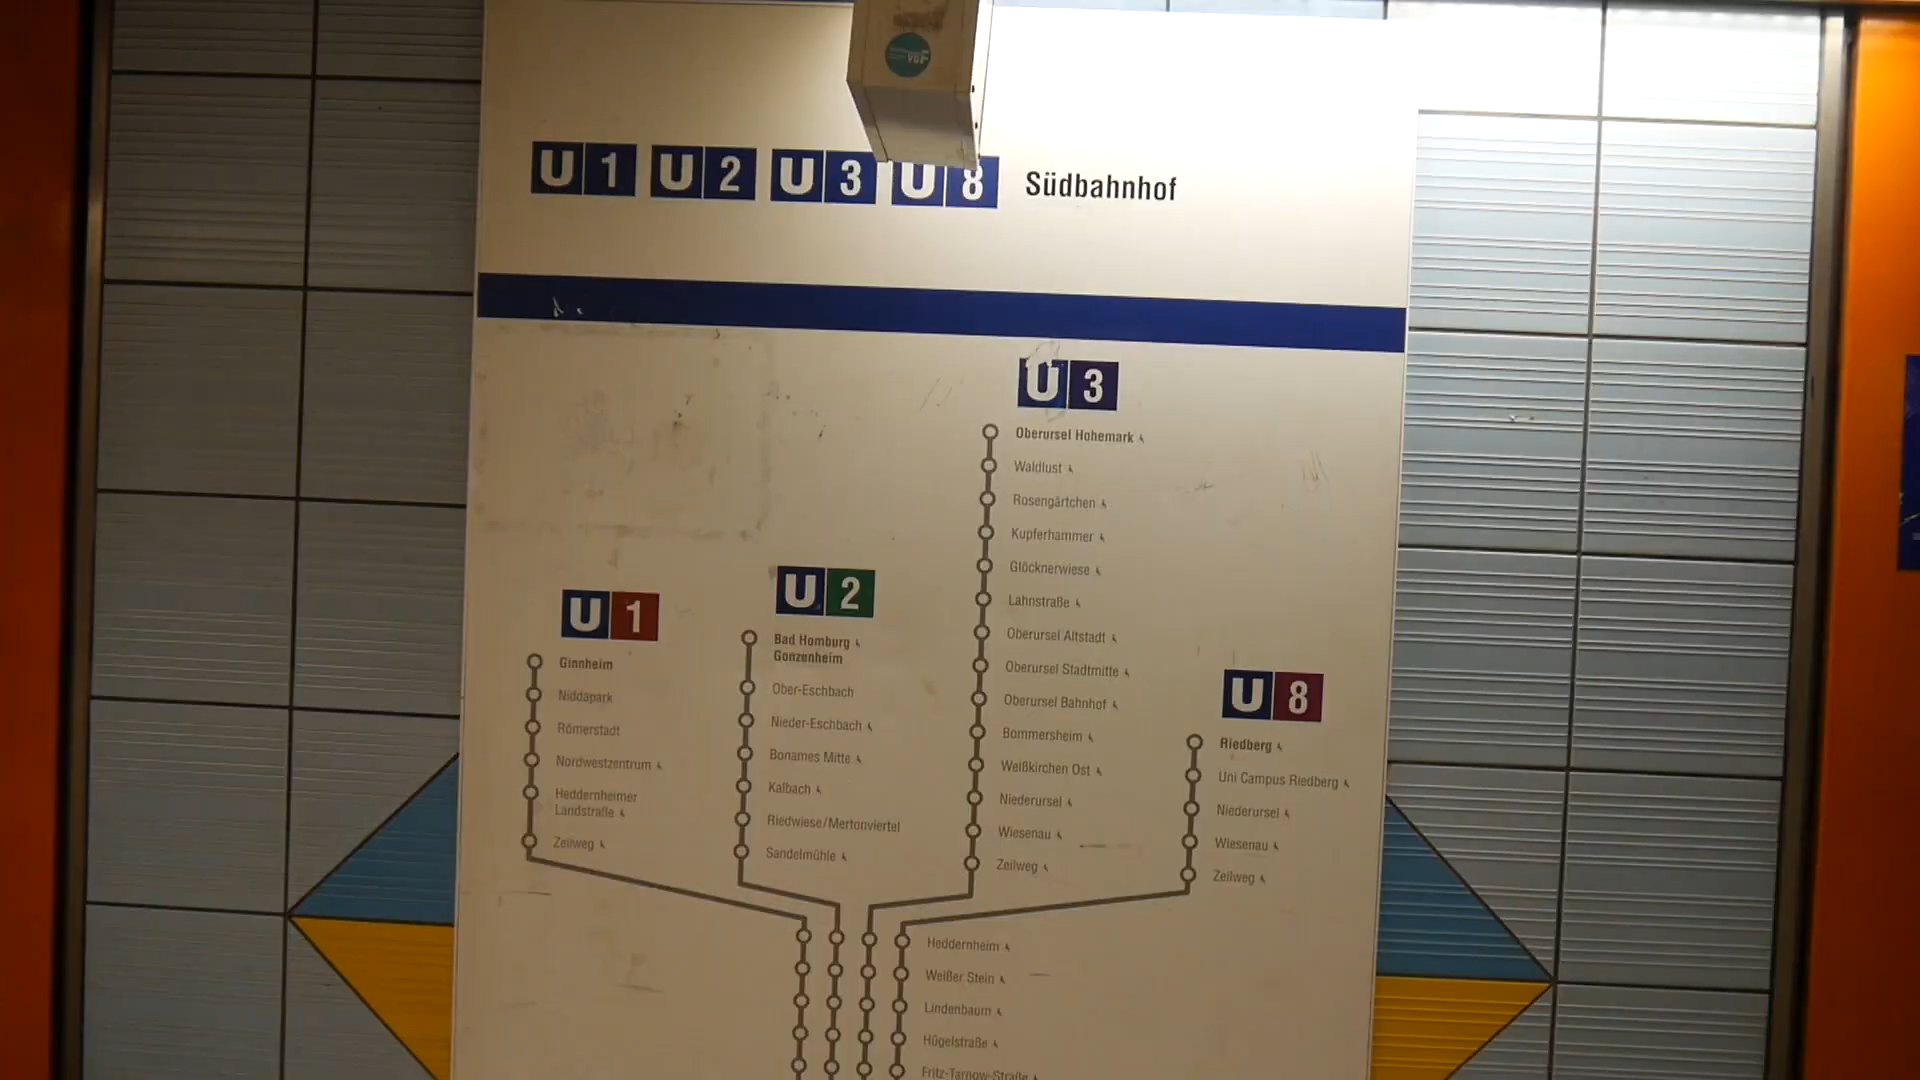 VGF
U1 U2 U3 U8 Südbahnhof
U3
Oberursel Hohemark
Waldlust
Rosengärtchen
Kupferhammer
Glöcknerwiese
Lahnstraße
Oberursel Altstadt
Oberursel Stadtmitte
Oberursel Bahnhof
Bommersheim
Weißkirchen Ost
Niederursel
Wiesenau
Zeilweg
U1
Ginnheim
Niddapark
Römerstadt
Nordwestzentrum
Heddernheimer
Landstraße
Zeilweg
U2
Bad Homburg
Gonzenheim
Ober-Eschbach
Nieder-Eschbach
Bonames Mitte
Kalbach
Riedwiese/Mertonviertel
Sandelmühle
U8
Riedberg
Uni Campus Riedberg
Niederursel
Wiesenau
Zeilweg
Heddernheim
Weißer Stein
Lindenbaum
Hügelstraße
Fritz-Tarnow-Straße